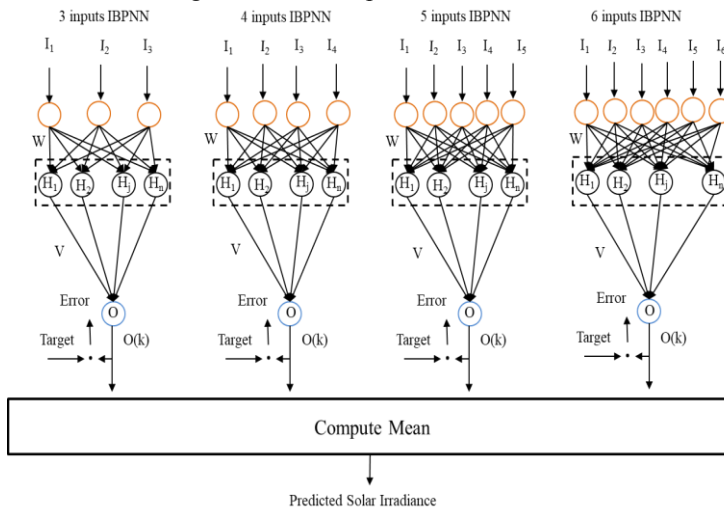 3 inputs IBPNN 4 inputs IBPNN 5 inputs IBPNN 6 inputs IBPNN
I1 I2 I3 I1 I2 I3 I4 I1 I2 I3 I4 I5 I1 I2 I3 I4 I5 I6
W W W W
H1 H2 Hj Hn H1 H2 Hj Hn H1 H2 Hj Hn H1 H2 Hj Hn
V V V V
Error Error Error Error
O O O O
Target O(k) Target O(k) Target O(k) Target O(k)
Compute Mean
Predicted Solar Irradiance